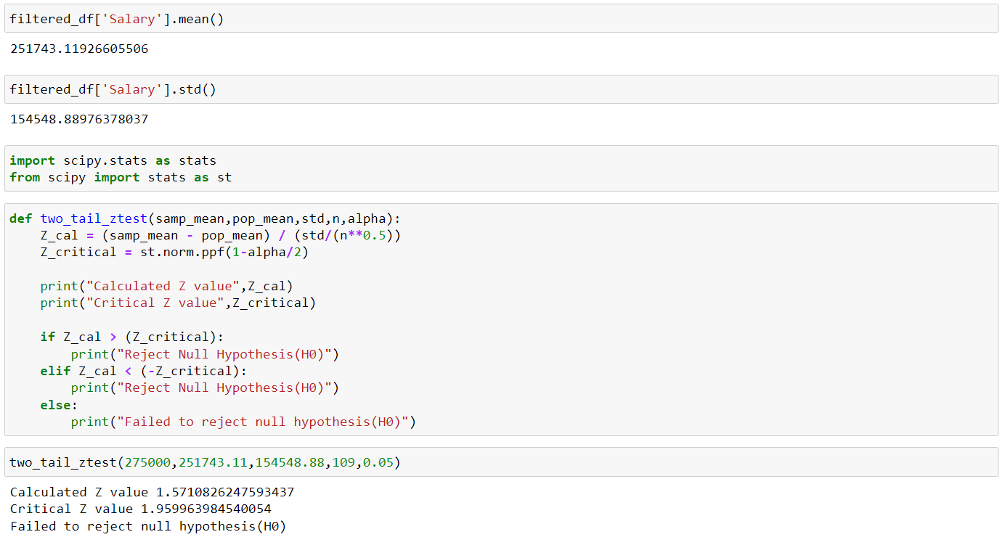 filtered_df['Salary'].mean()
251743.11926605506
filtered_df['Salary'].std()
154548.88976378037
import scipy.stats as stats
from scipy import stats as st
def two_tail_ztest(samp_mean,pop_mean,std,n,alpha):
    Z_cal = (samp_mean - pop_mean) / (std/(n**0.5))
    Z_critical = st.norm.ppf(1-alpha/2)
    print("Calculated Z value",Z_cal)
    print("Critical Z value",Z_critical)
    if Z_cal > (Z_critical):
        print("Reject Null Hypothesis(H0)")
    elif Z_cal < (-Z_critical):
        print("Reject Null Hypothesis(H0)")
    else:
        print("Failed to reject null hypothesis(H0)")
two_tail_ztest(275000,251743.11,154548.88,109,0.05)
Calculated Z value 1.5710826247593437
Critical Z value 1.959963984540054
Failed to reject null hypothesis(H0)